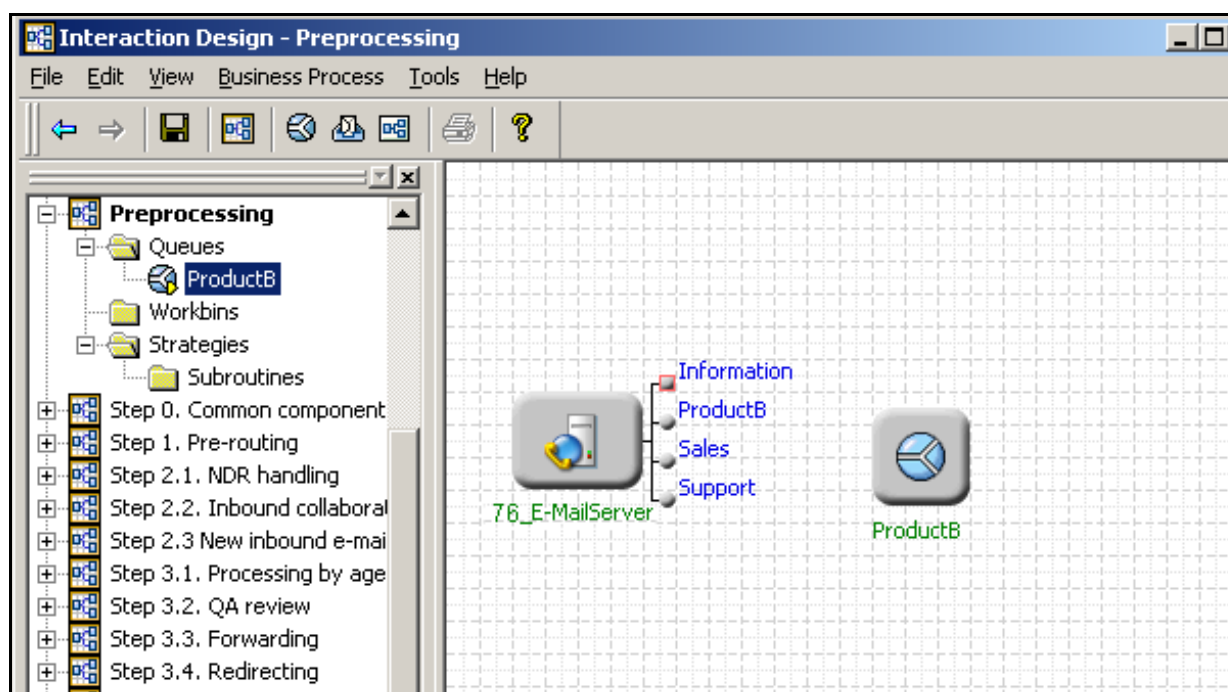 Interaction Design - Preprocessing
File Edit View Business Process Tools Help
Preprocessing
Queues
ProductB
Workbins
Strategies
Subroutines
Step 0. Common component
Step 1. Pre-routing
Step 2.1. NDR handling
Step 2.2. Inbound collaborat
Step 2.3 New inbound e-mai
Step 3.1. Processing by age
Step 3.2. QA review
Step 3.3. Forwarding
Step 3.4. Redirecting
Information
ProductB
Sales
Support
76_E-MailServer
ProductB